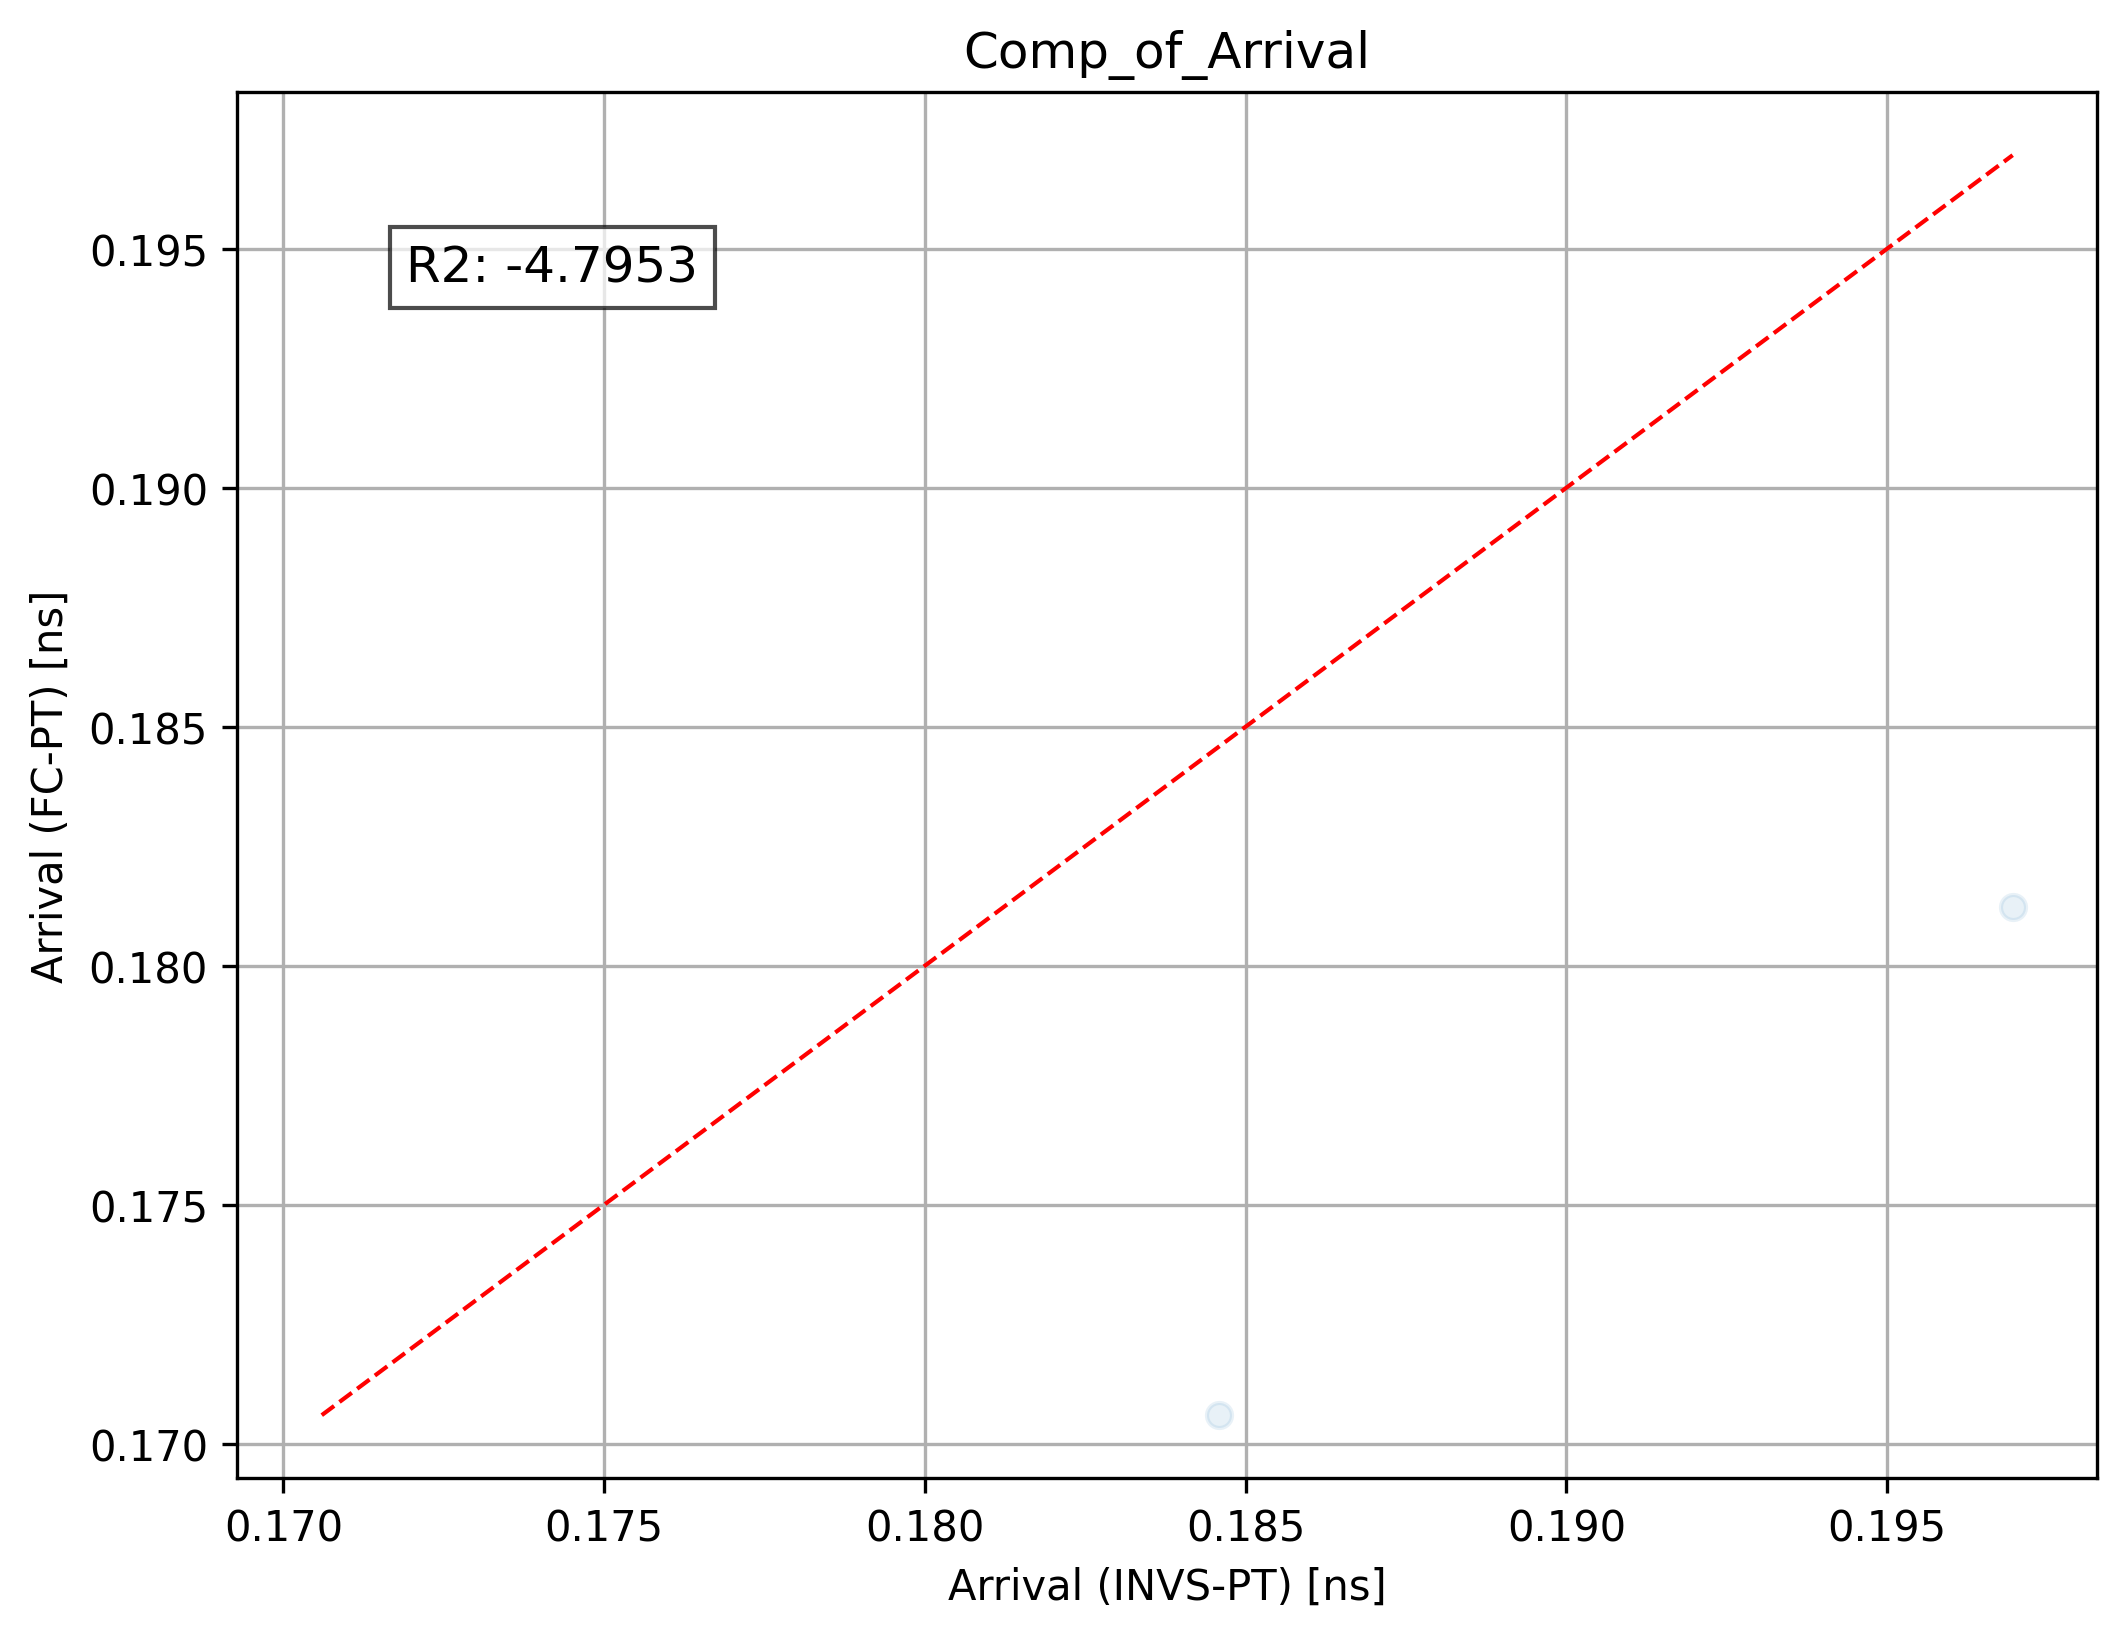 Comp_of_Arrival
R2: -4.7953
Arrival (FC-PT) [ns]
0.195
0.190
0.185
0.180
0.175
0.170
0.170 0.175 0.180 0.185 0.190 0.195
Arrival (INVS-PT) [ns]